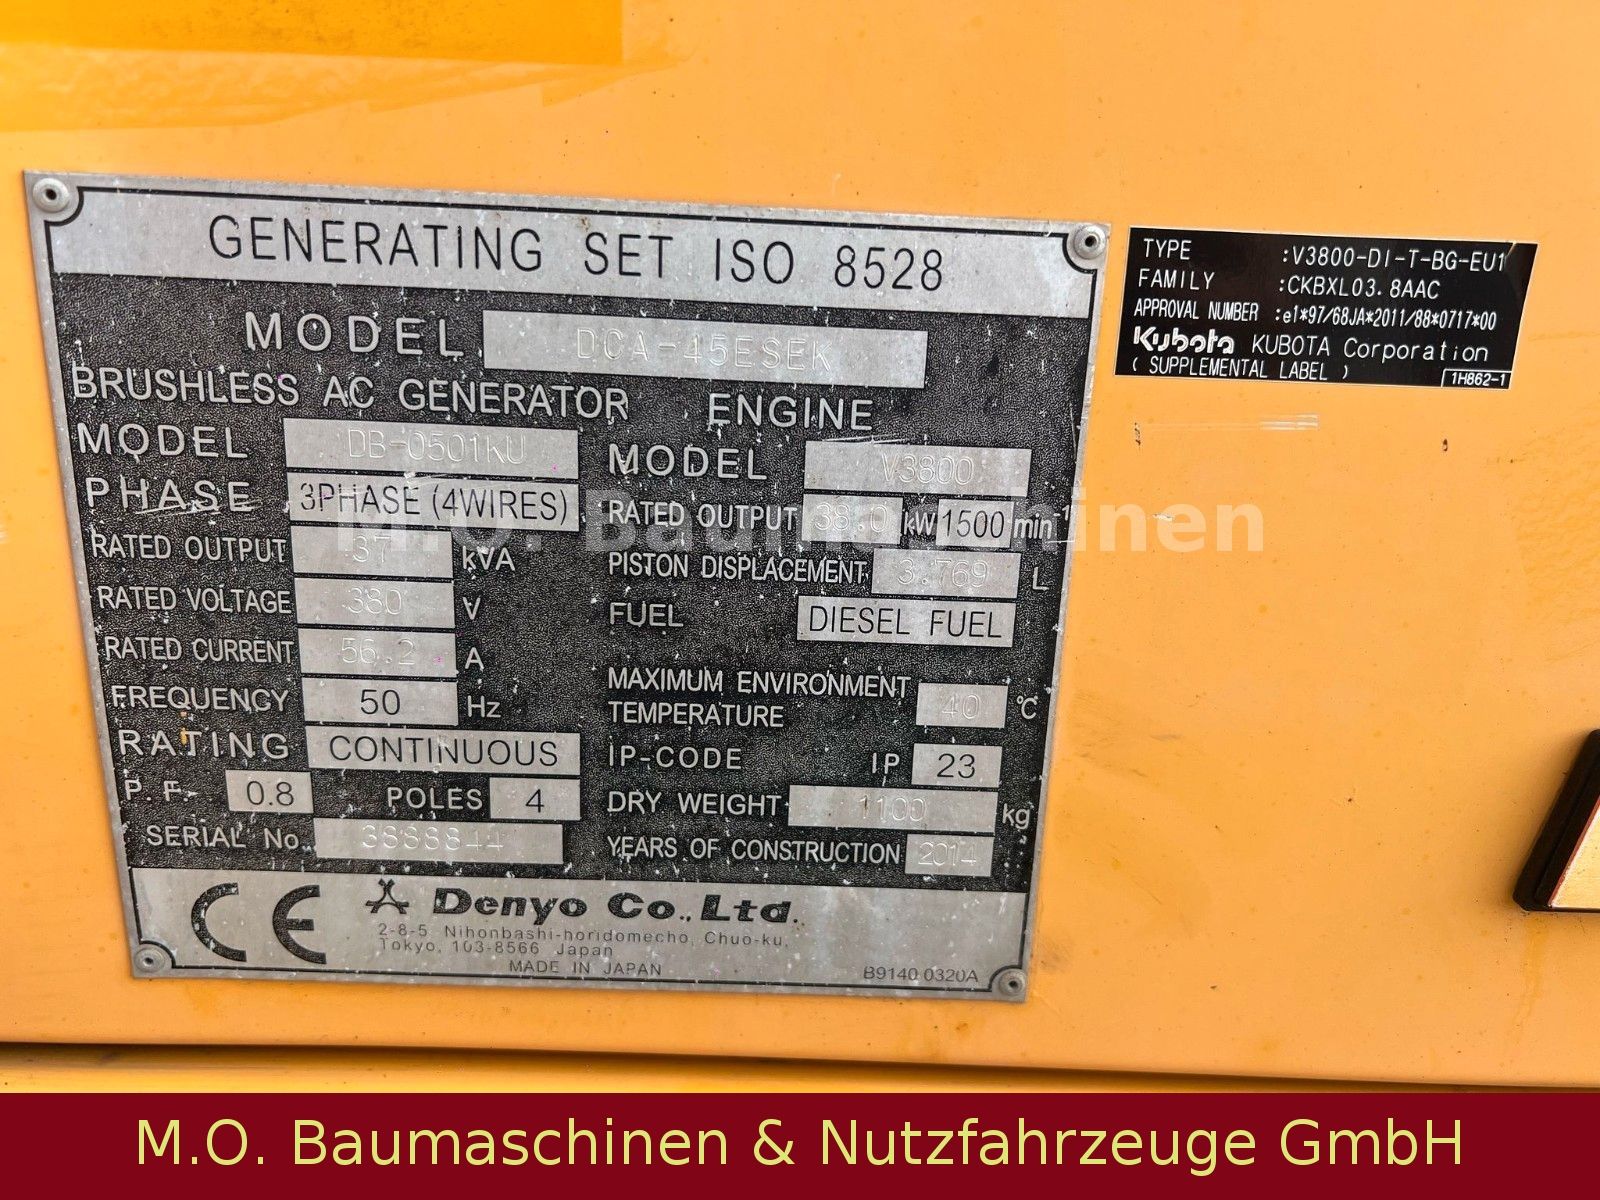 GENERATING SET ISO 8528
MODEL DCA-45ESEK
BRUSHLESS AC GENERATOR
MODEL DB-0501KU
PHASE 3PHASE (4WIRES)
RATED OUTPUT 37 kVA
RATED VOLTAGE 380 V
RATED CURRENT 56.2 A
FREQUENCY 50 Hz
RATING CONTINUOUS
P.F. 0.8 POLES 4
SERIAL No. 3888844
ENGINE
MODEL V3800
RATED OUTPUT 38.0 kW 1500 min⁻¹
PISTON DISPLACEMENT 3.769 L
FUEL DIESEL FUEL
MAXIMUM ENVIRONMENT
TEMPERATURE 40 ℃
IP-CODE IP 23
DRY WEIGHT 1100 kg
YEARS OF CONSTRUCTION 2014
CE Denyo Co., Ltd.
2-8-5 Nihonbashi-horidomecho, Chuo-ku,
Tokyo, 103-8566 Japan
MADE IN JAPAN
B9140 0320A
TYPE :V3800-DI-T-BG-EU1
FAMILY :CKBXL03.8AAC
APPROVAL NUMBER :e1*97/68JA*2011/88*0717*00
Kubota KUBOTA Corporation
( SUPPLEMENTAL LABEL )
1H862-1
M.O. Baumaschinen
M.O. Baumaschinen & Nutzfahrzeuge GmbH